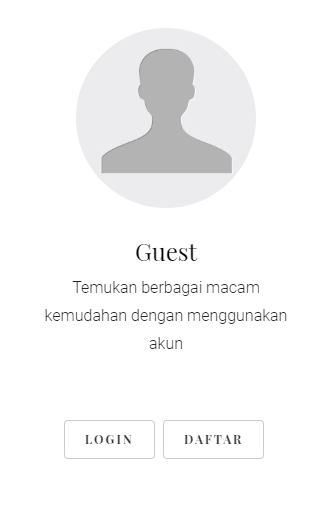 Guest
Temukan berbagai macam
kemudahan dengan menggunakan
akun
LOGIN DAFTAR